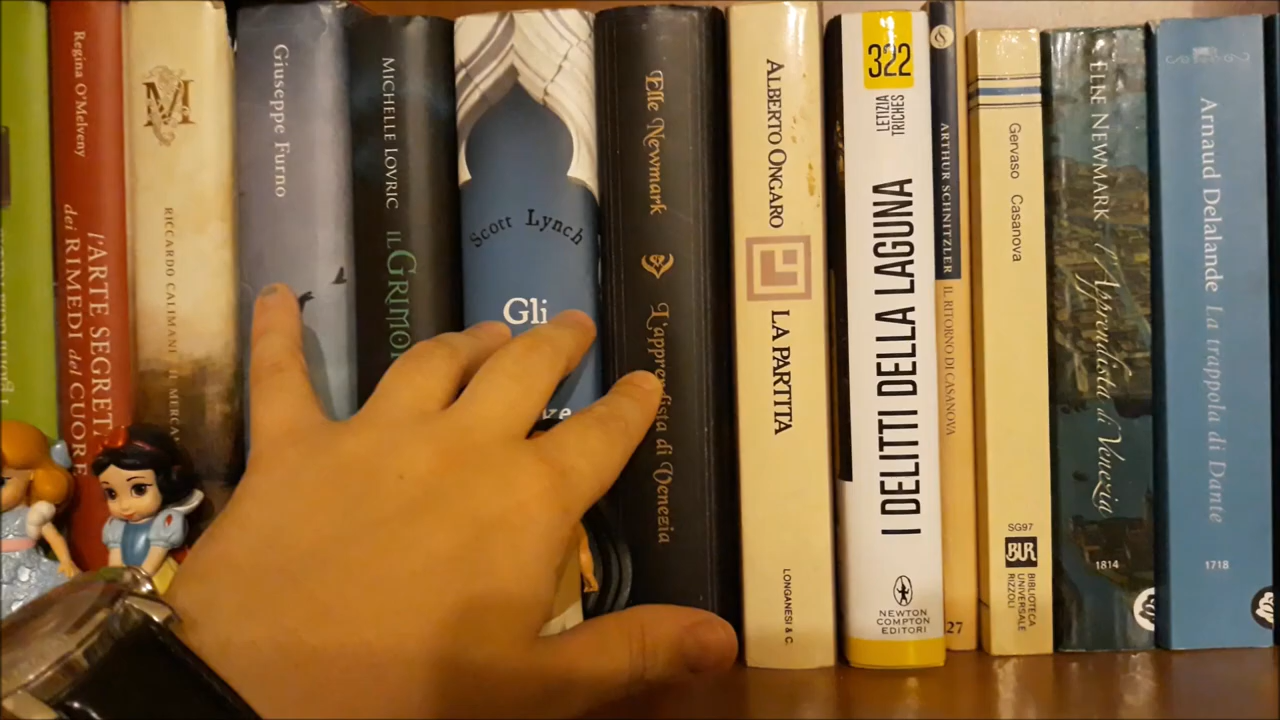 Regina O'Melveny
l'ARTE SEGRETA
dei RIMEDI del CUORE
M
RICCARDO CALIMANI IL MERCA
Giuseppe Furno
MICHELLE LOVRIC
IL GRIMO
Scott Lynch
Gli
Elle Newmark
L'apprendista di Venezia
ALBERTO ONGARO
LA PARTITA
LONGANESI & C.
322
LETIZIA
TRICHES
I DELITTI DELLA LAGUNA
NEWTON
COMPTON
EDITORI
ARTHUR SCHNITZLER
IL RITORNO DI CASANOVA
27
Gervaso Casanova
SG97
BUR
BIBLIOTECA
UNIVERSALE
RIZZOLI
ELLE NEWMARK l'Apprendista di Venezia
1814
Arnaud Delalande La trappola di Dante
1718